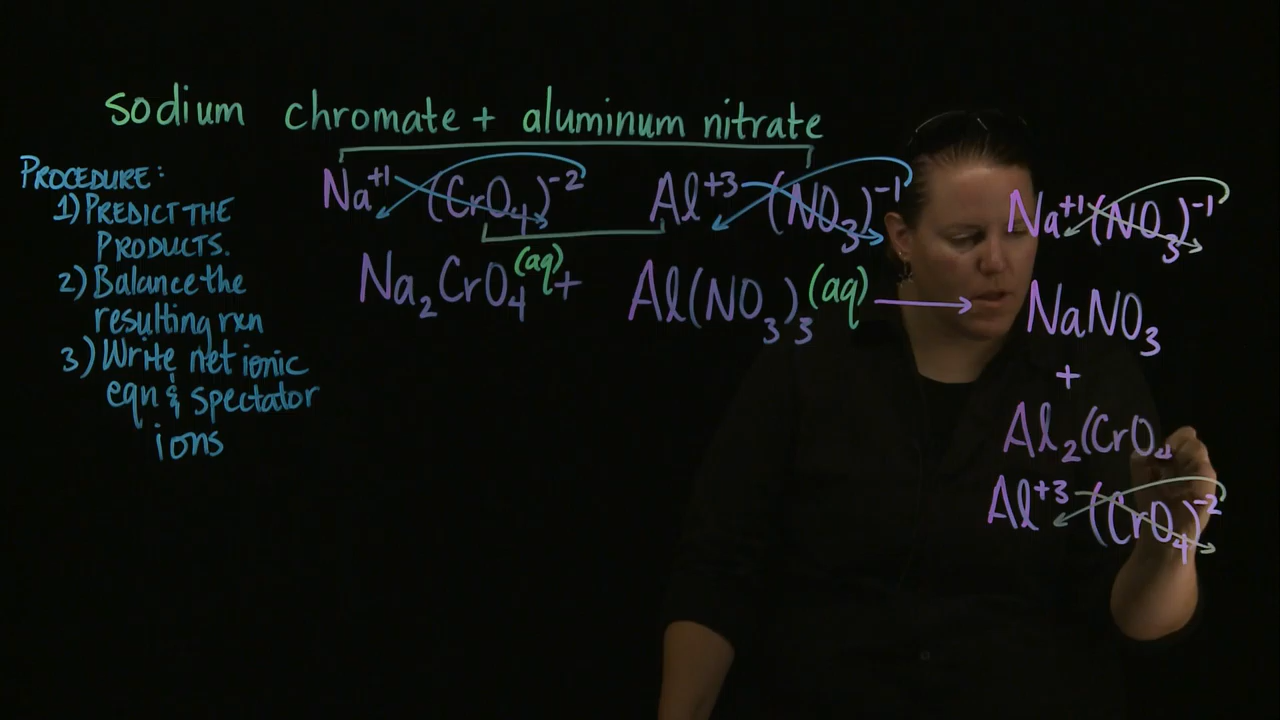 sodium chromate + aluminum nitrate
PROCEDURE:
1) PREDICT THE
PRODUCTS.
2) Balance the
resulting rxn
3) Write net ionic
eqn & spectator
ions
Na⁺¹ (CrO₄)⁻² Al⁺³ (NO₃)⁻¹ Na⁺¹ (NO₃)⁻¹
Na₂CrO₄ (aq) + Al(NO₃)₃ (aq) → NaNO₃
+
Al₂(CrO₄
Al⁺³ (CrO₄)⁻²